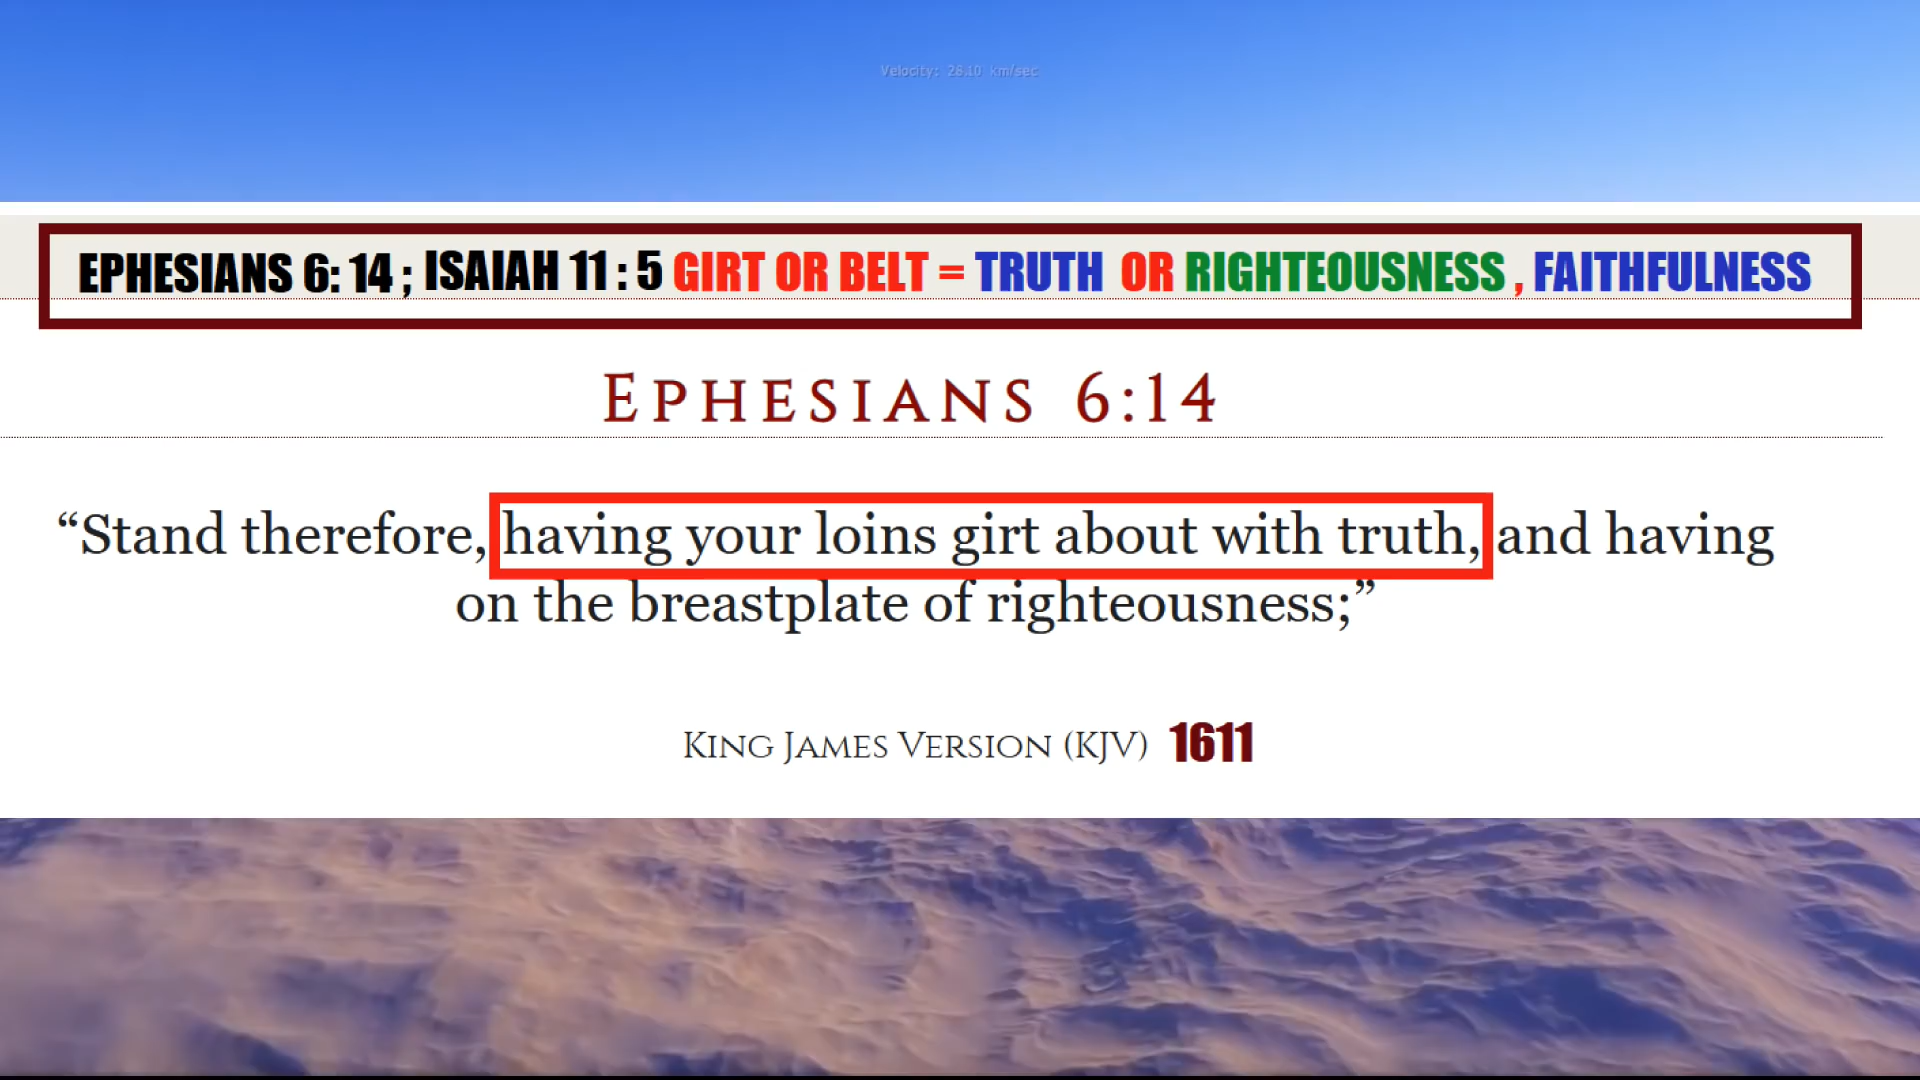 Velocity: 28.10 km/sec
EPHESIANS 6: 14 ; ISAIAH 11 : 5 GIRT OR BELT = TRUTH OR RIGHTEOUSNESS , FAITHFULNESS
EPHESIANS 6:14
“Stand therefore, having your loins girt about with truth, and having
on the breastplate of righteousness;”
KING JAMES VERSION (KJV) 1611